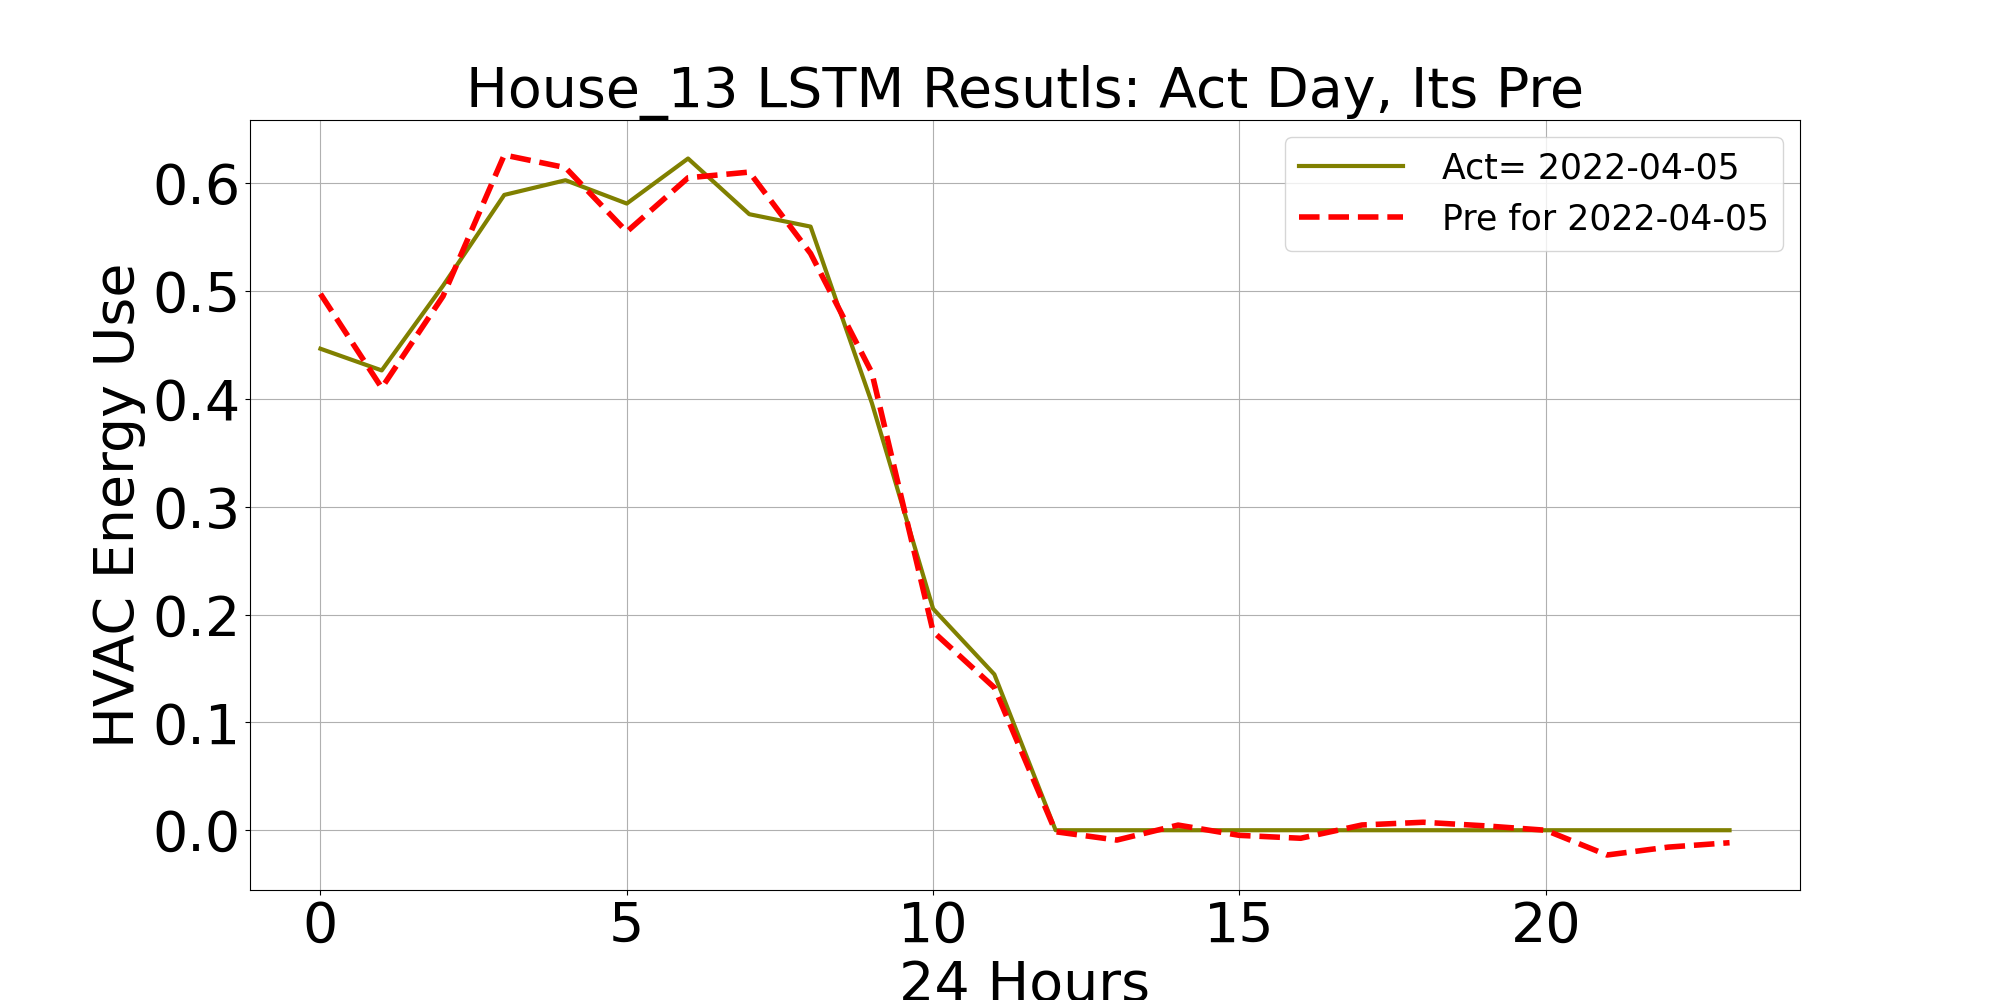 House_13 LSTM Resutls: Act Day, Its Pre
Act= 2022-04-05
Pre for 2022-04-05
HVAC Energy Use
0.6
0.5
0.4
0.3
0.2
0.1
0.0
0 5 10 15 20
24 Hours